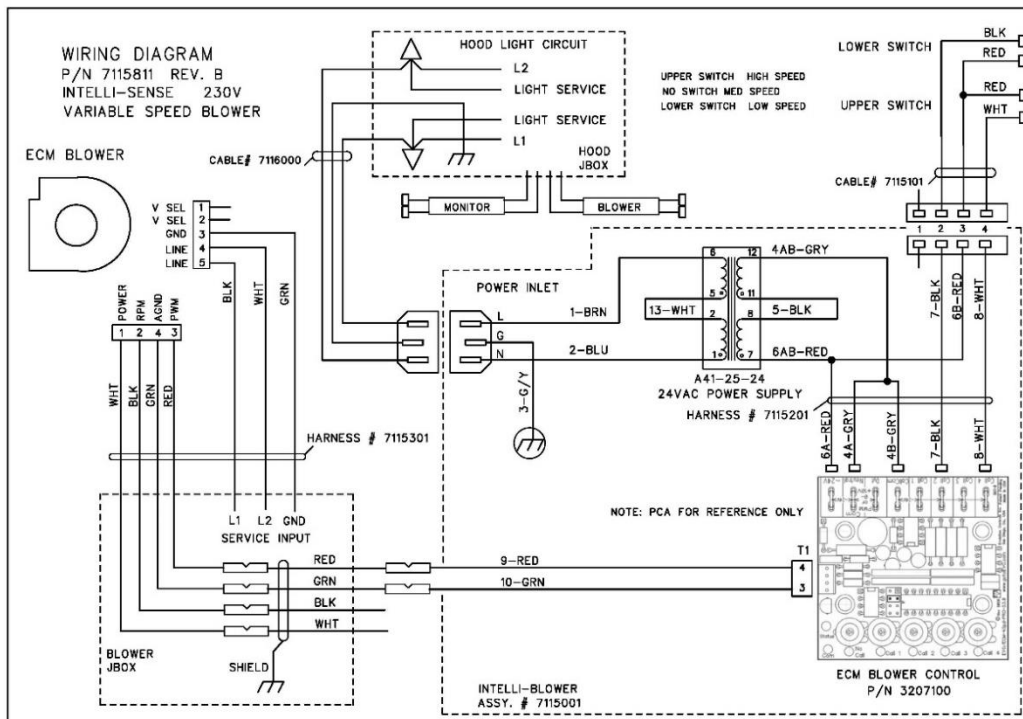 WIRING DIAGRAM
P/N 7115811 REV. B
INTELLI-SENSE 230V
VARIABLE SPEED BLOWER
ECM BLOWER
HOOD LIGHT CIRCUIT
L2
LIGHT SERVICE
LIGHT SERVICE
L1
HOOD
JBOX
CABLE# 7116000
MONITOR
BLOWER
UPPER SWITCH HIGH SPEED
NO SWITCH MED SPEED
LOWER SWITCH LOW SPEED
LOWER SWITCH
UPPER SWITCH
BLK
RED
RED
WHT
CABLE# 7115101
1 2 3 4
7-BLK
6B-RED
8-WHT
V SEL 1
V SEL 2
GND 3
LINE 4
LINE 5
BLK
WHT
GRN
POWER
RPM
AGND
PWM
1 2 4 3
WHT
BLK
GRN
RED
POWER INLET
L
G
N
1-BRN
2-BLU
3-G/Y
13-WHT
6
5
2
1
12
11
8
7
4AB-GRY
5-BLK
6AB-RED
A41-25-24
24VAC POWER SUPPLY
HARNESS # 7115201
6A-RED
4A-GRY
4B-GRY
7-BLK
8-WHT
HARNESS # 7115301
L1 L2 GND
SERVICE INPUT
RED
GRN
BLK
WHT
BLOWER
JBOX
SHIELD
9-RED
10-GRN
NOTE: PCA FOR REFERENCE ONLY
T1
4
3
INTELLI-BLOWER
ASSY. # 7115001
ECM BLOWER CONTROL
P/N 3207100